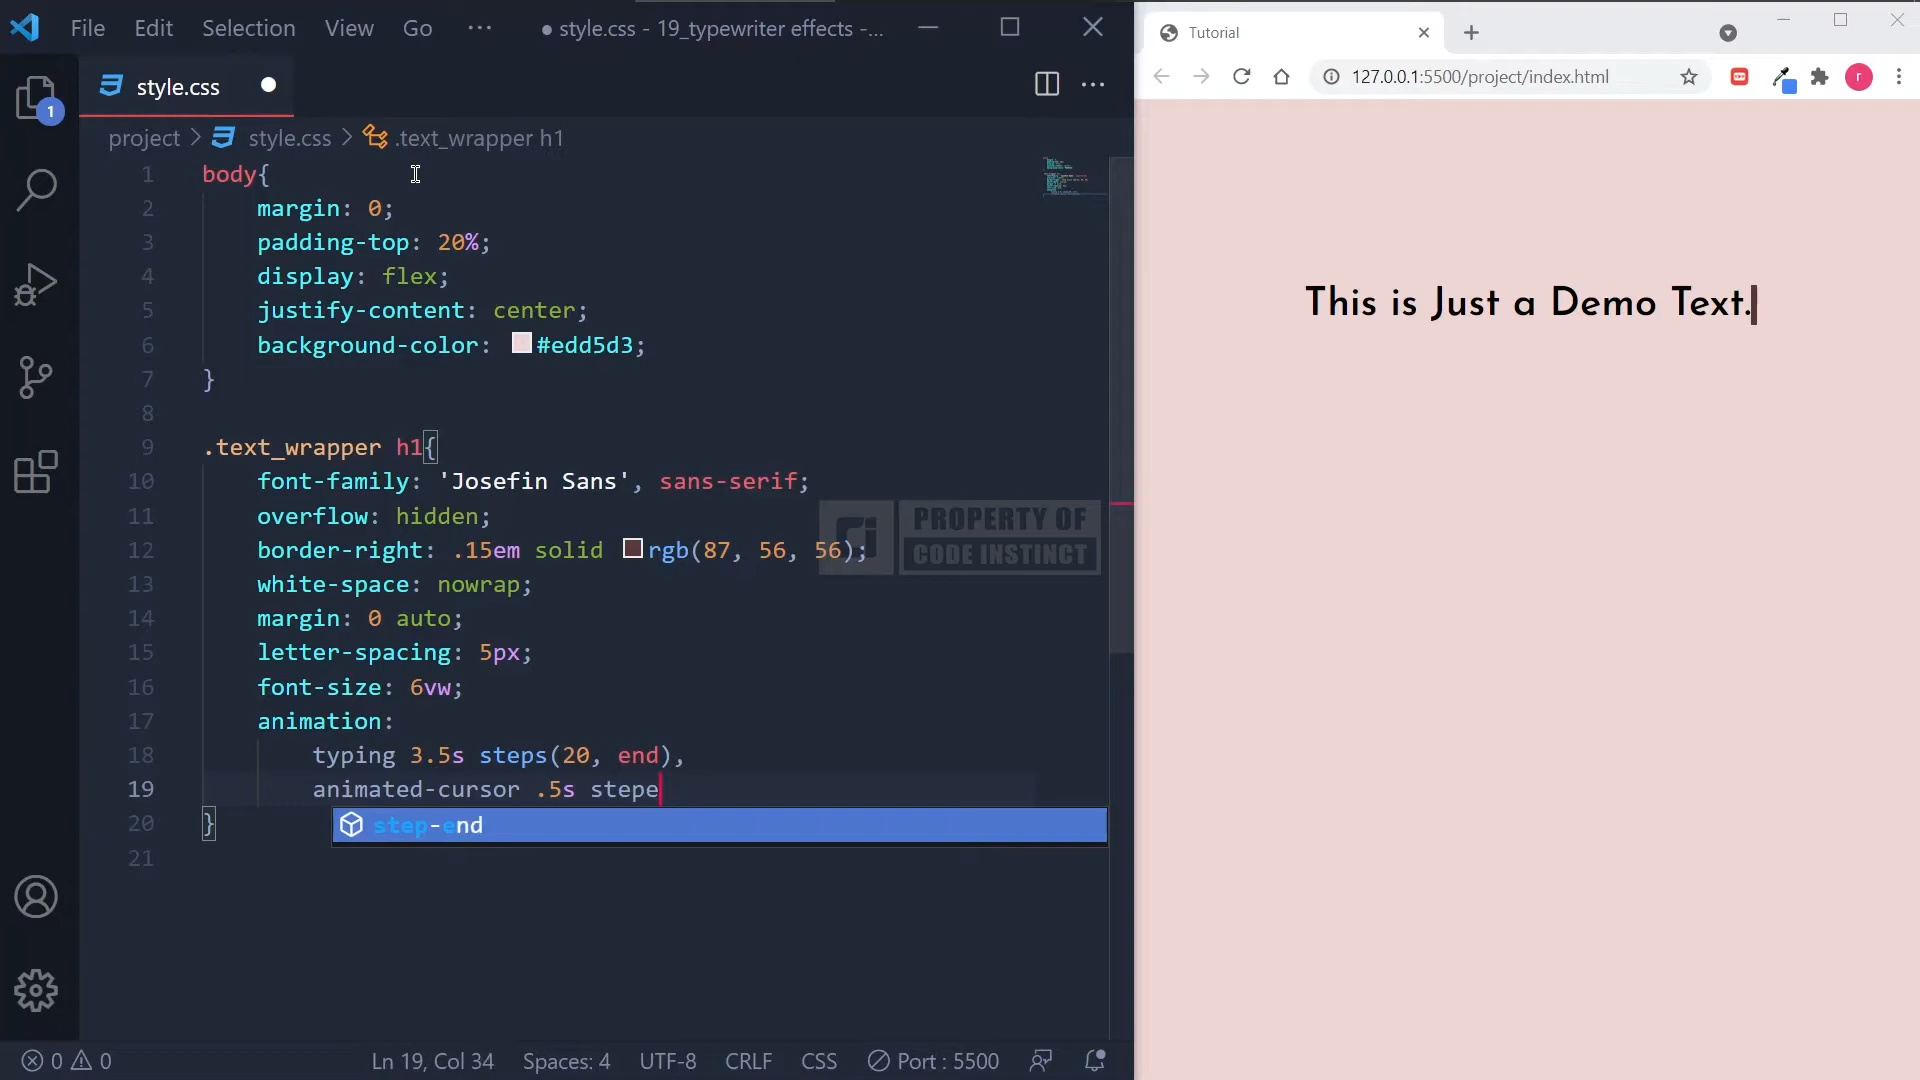 File Edit Selection View Go ··· ● style.css - 19_typewriter effects -...
style.css
project > style.css > .text_wrapper h1
1 body{
2 margin: 0;
3 padding-top: 20%;
4 display: flex;
5 justify-content: center;
6 background-color: #edd5d3;
7 }
8
9 .text_wrapper h1{
10 font-family: 'Josefin Sans', sans-serif;
11 overflow: hidden;
12 border-right: .15em solid rgb(87, 56, 56);
13 white-space: nowrap;
14 margin: 0 auto;
15 letter-spacing: 5px;
16 font-size: 6vw;
17 animation:
18 typing 3.5s steps(20, end),
19 animated-cursor .5s stepe
20 }
step-end
21
PROPERTY OF
CODE INSTINCT
1
0 0 Ln 19, Col 34 Spaces: 4 UTF-8 CRLF CSS Port : 5500
Tutorial
127.0.0.1:5500/project/index.html
r
This is Just a Demo Text.